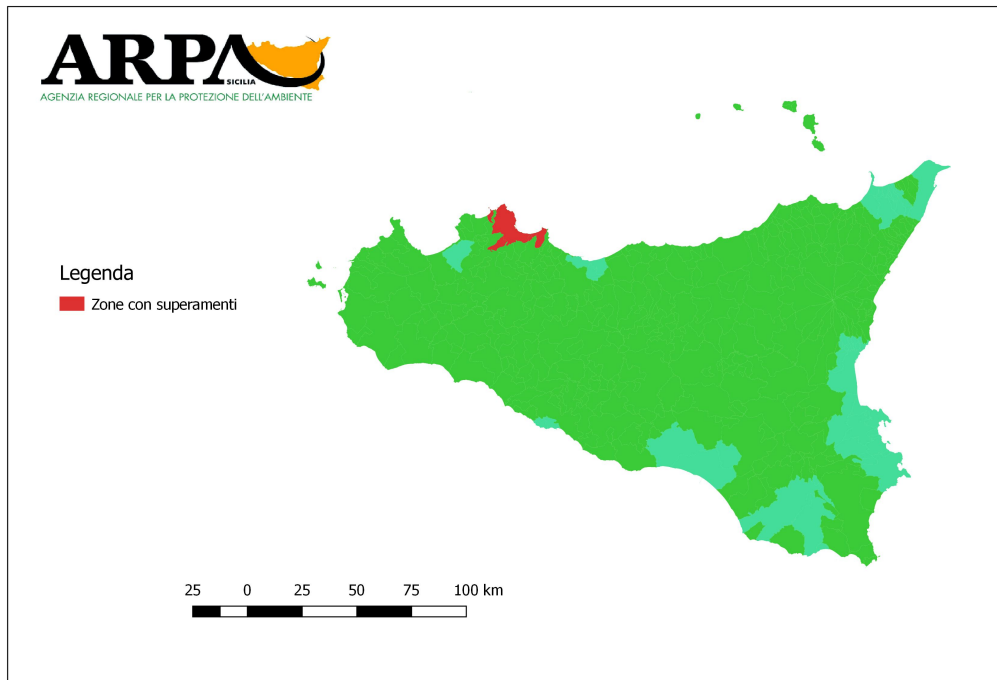 ARPA
SICILIA
AGENZIA REGIONALE PER LA PROTEZIONE DELL'AMBIENTE
Legenda
Zone con superamenti
25 0 25 50 75 100 km